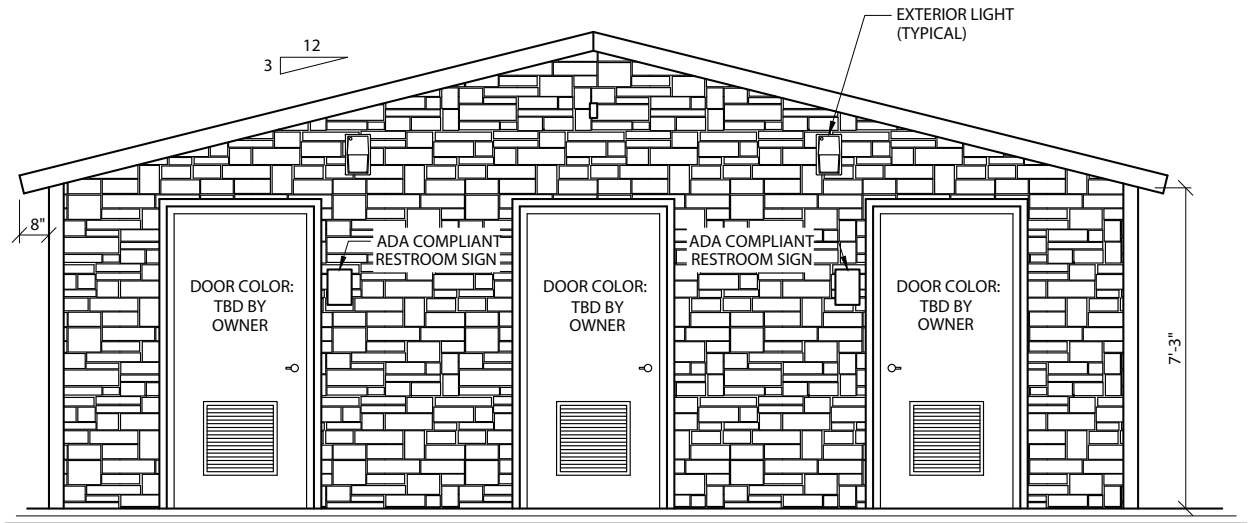 EXTERIOR LIGHT
(TYPICAL)
12
3
8"
ADA COMPLIANT
RESTROOM SIGN
ADA COMPLIANT
RESTROOM SIGN
DOOR COLOR:
TBD BY
OWNER
DOOR COLOR:
TBD BY
OWNER
DOOR COLOR:
TBD BY
OWNER
7'-3"